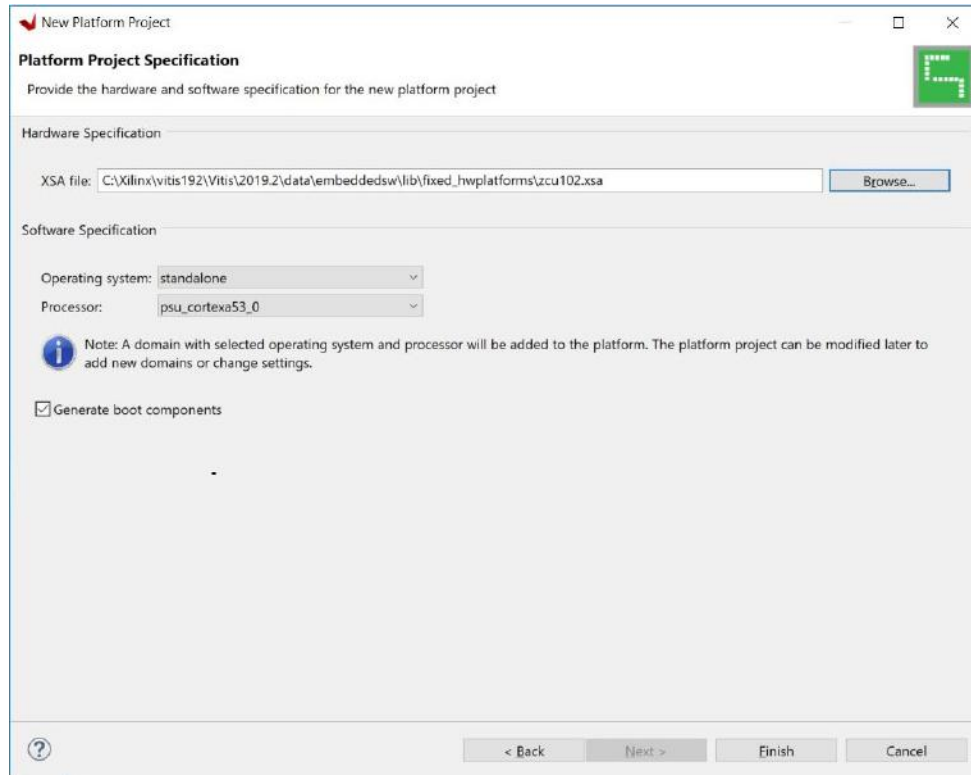 New Platform Project
Platform Project Specification
Provide the hardware and software specification for the new platform project
Hardware Specification
XSA file: C:\Xilinx\vitis192\Vitis\2019.2\data\embeddedsw\lib\fixed_hwplatforms\zcu102.xsa Browse...
Software Specification
Operating system: standalone
Processor: psu_cortexa53_0
Note: A domain with selected operating system and processor will be added to the platform. The platform project can be modified later to
add new domains or change settings.
Generate boot components
-
? < Back Next > Finish Cancel